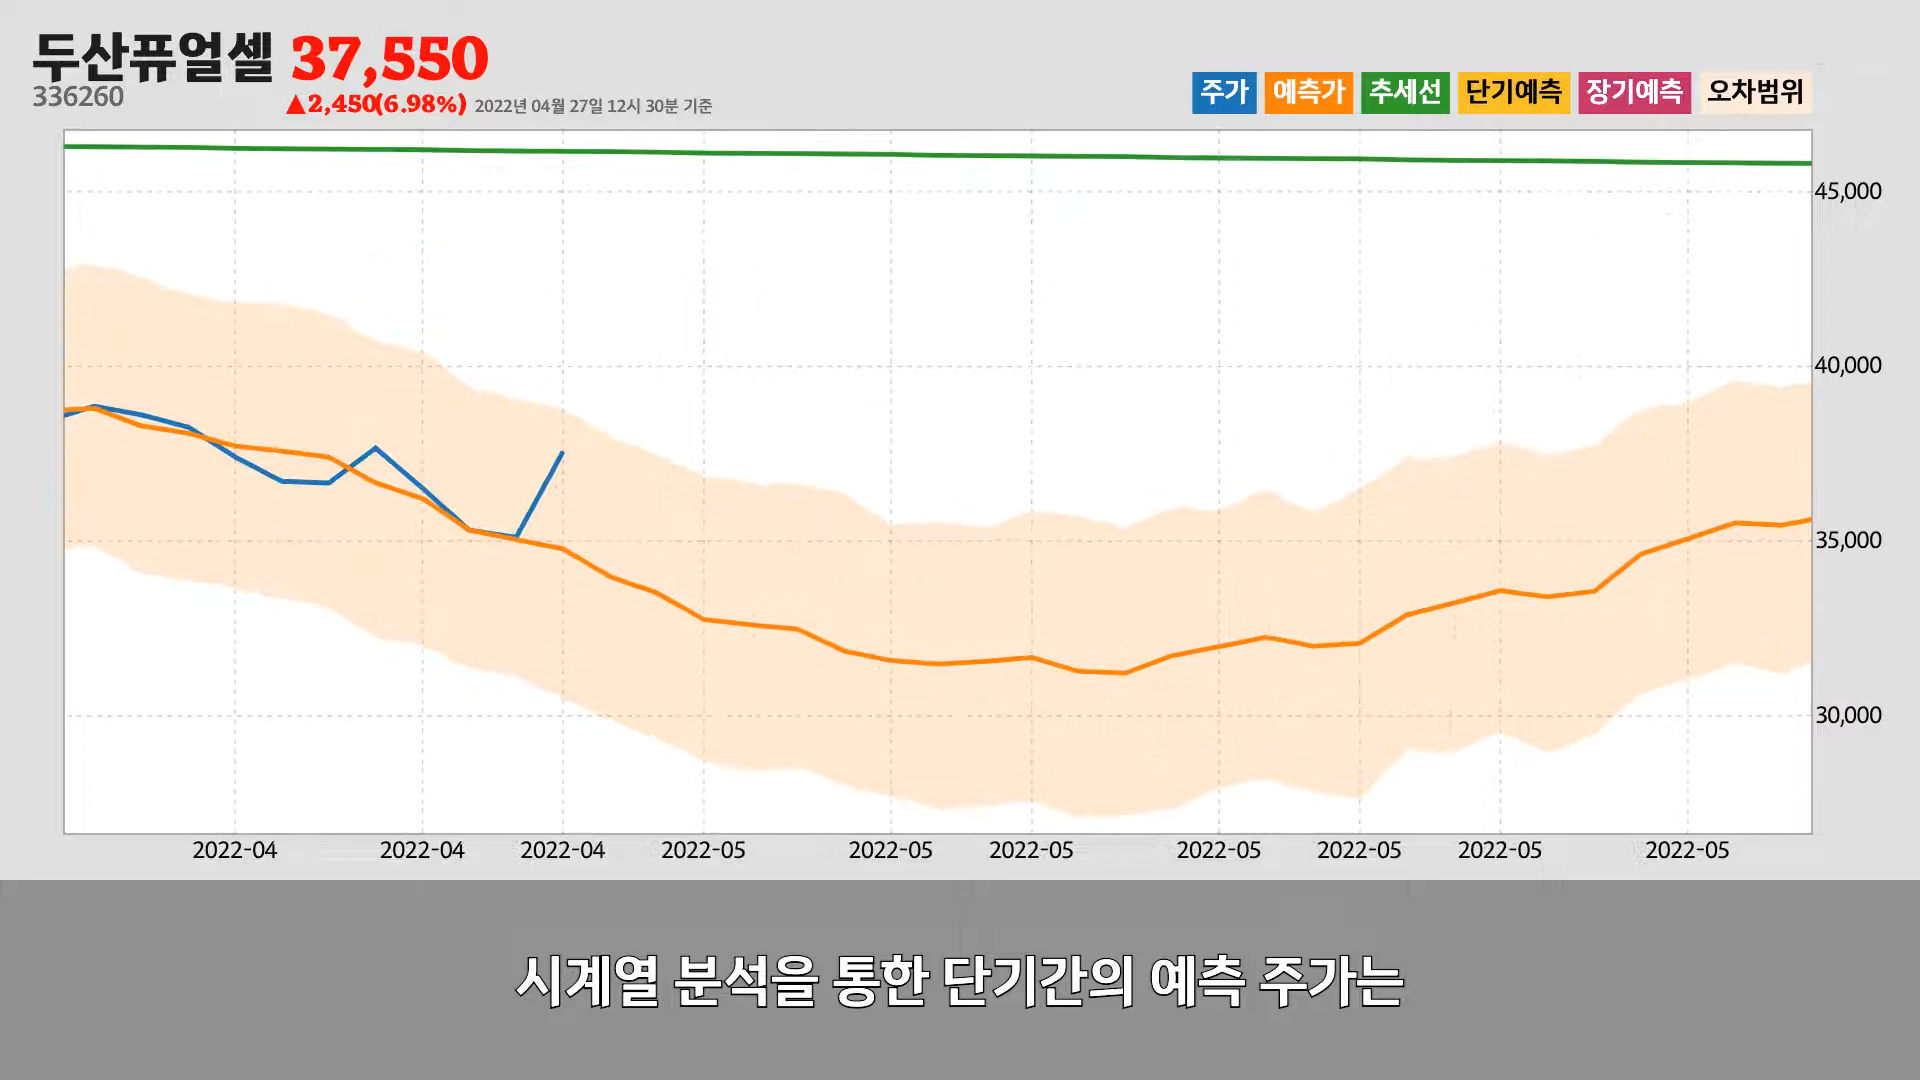 두산퓨얼셀 37,550
336260
▲2,450(6.98%) 2022년 04월 27일 12시 30분 기준
주가 예측가 추세선 단기예측 장기예측 오차범위
45,000
40,000
35,000
30,000
2022-04 2022-04 2022-04 2022-05 2022-05 2022-05 2022-05 2022-05 2022-05 2022-05
시계열 분석을 통한 단기간의 예측 주가는